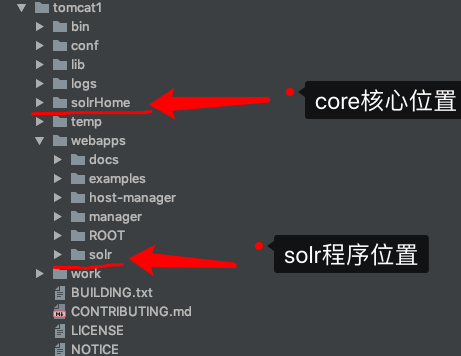 tomcat1
bin
conf
lib
logs
solrHome
core核心位置
temp
webapps
docs
examples
host-manager
manager
ROOT
solr
solr程序位置
work
BUILDING.txt
CONTRIBUTING.md
LICENSE
NOTICE